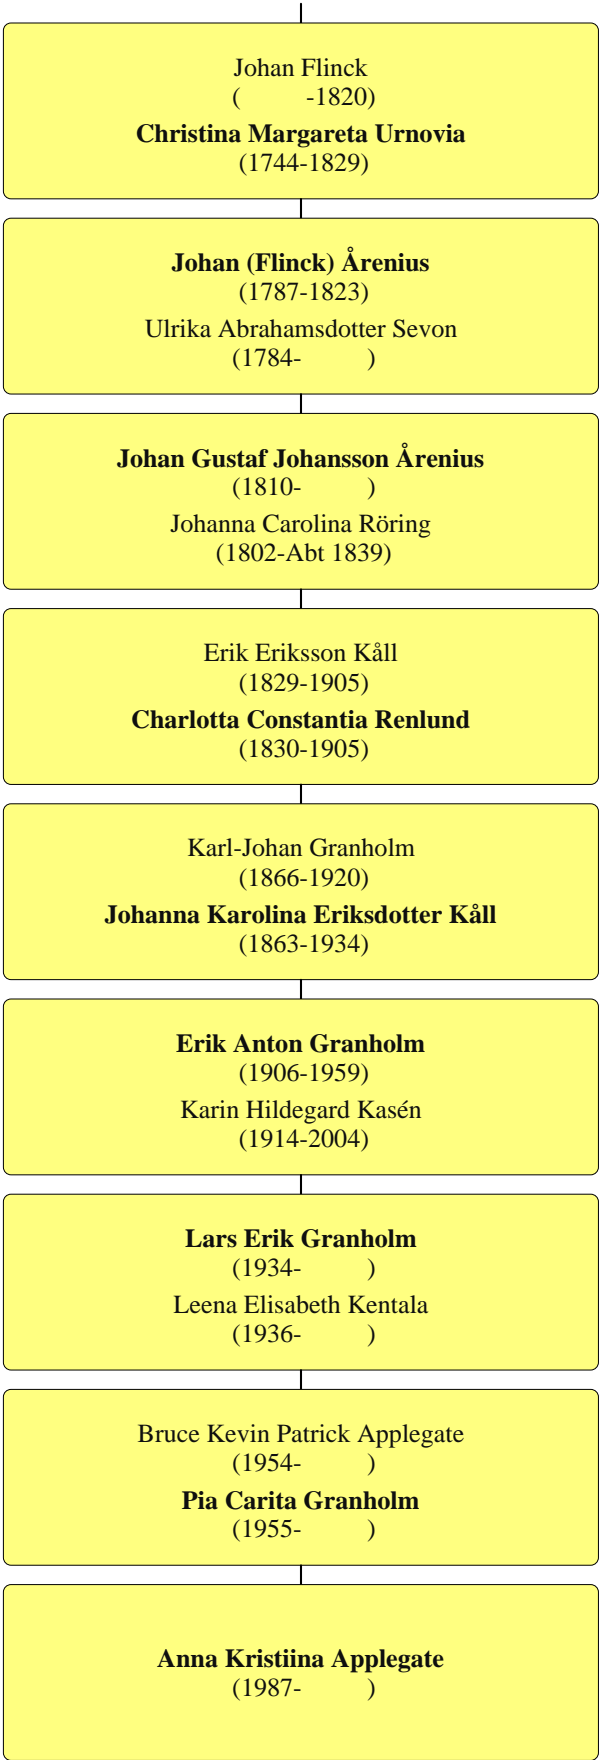 Johan Flinck
( -1820)
Christina Margareta Urnovia
(1744-1829)
Johan (Flinck) Årenius
(1787-1823)
Ulrika Abrahamsdotter Sevon
(1784- )
Johan Gustaf Johansson Årenius
(1810- )
Johanna Carolina Röring
(1802-Abt 1839)
Erik Eriksson Kåll
(1829-1905)
Charlotta Constantia Renlund
(1830-1905)
Karl-Johan Granholm
(1866-1920)
Johanna Karolina Eriksdotter Kåll
(1863-1934)
Erik Anton Granholm
(1906-1959)
Karin Hildegard Kasén
(1914-2004)
Lars Erik Granholm
(1934- )
Leena Elisabeth Kentala
(1936- )
Bruce Kevin Patrick Applegate
(1954- )
Pia Carita Granholm
(1955- )
Anna Kristiina Applegate
(1987- )